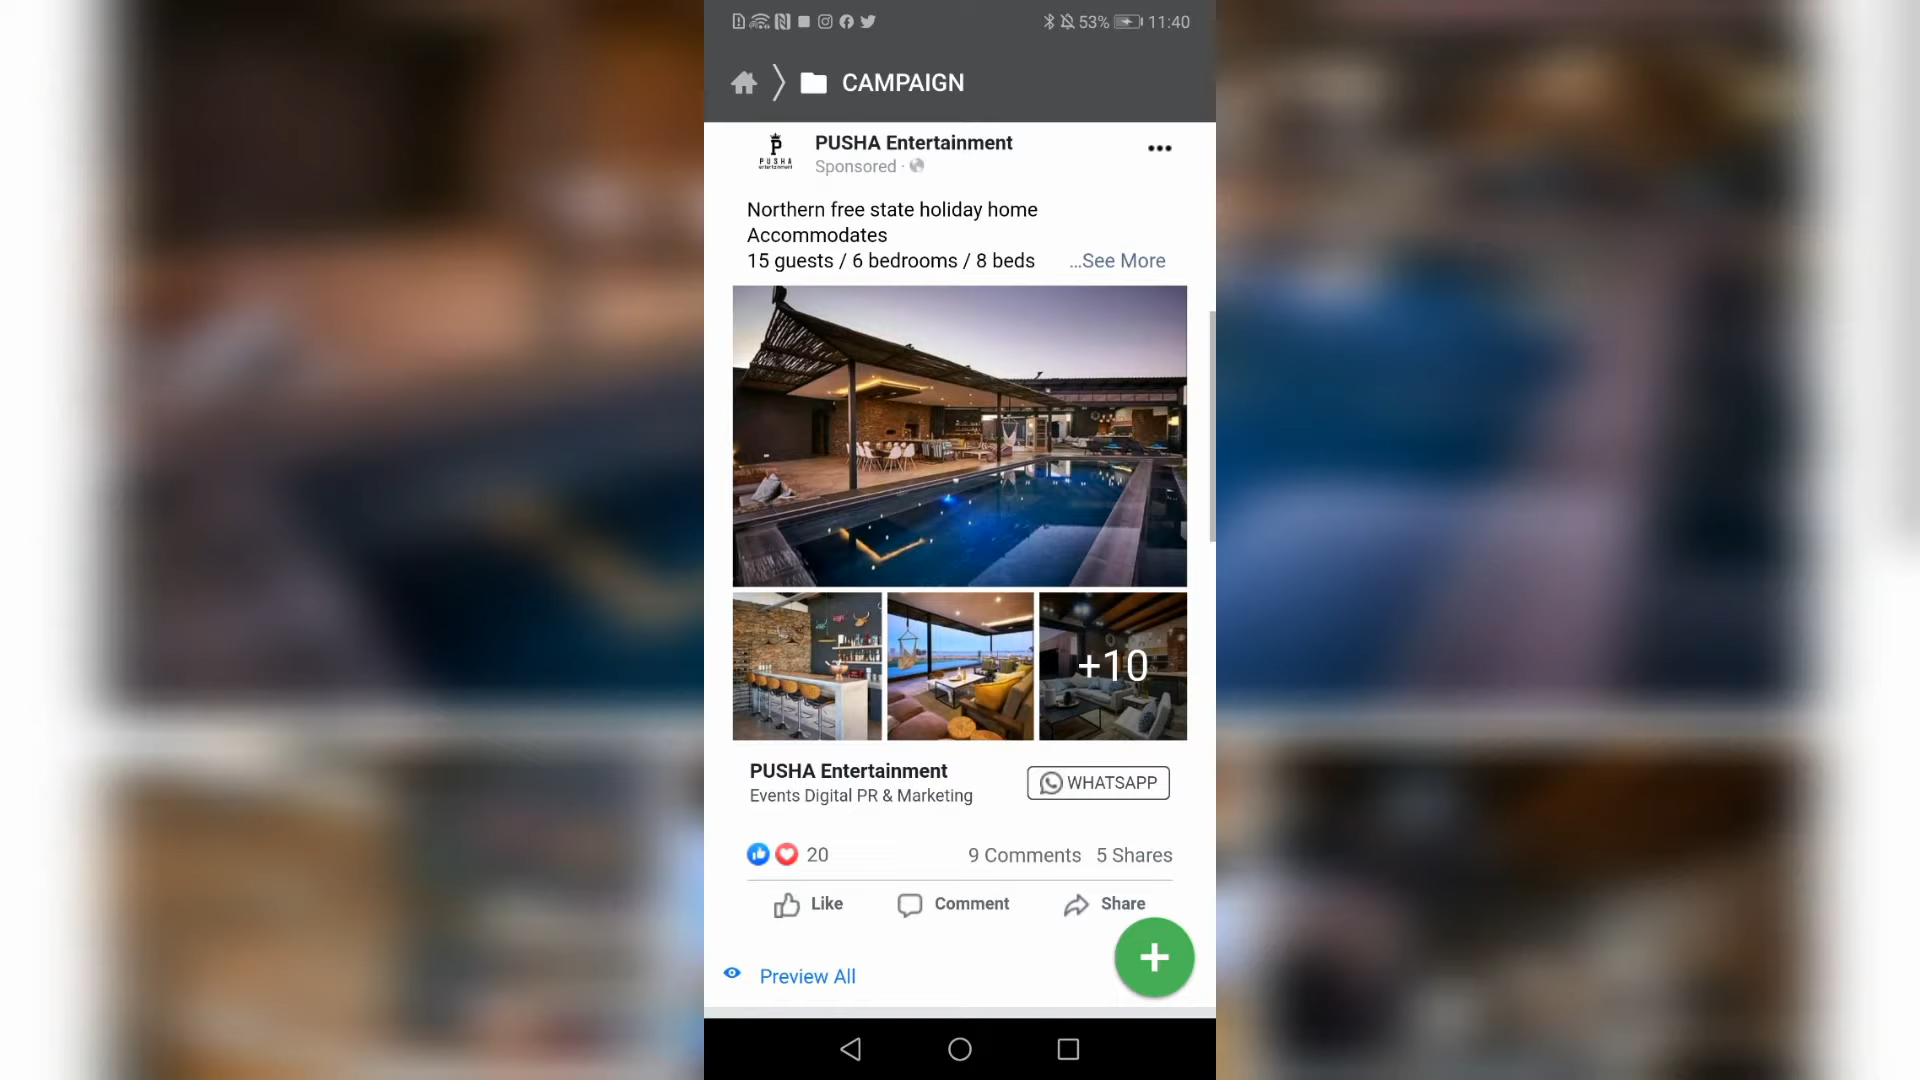 53% 11:40
CAMPAIGN
PUSHA Entertainment
Sponsored ·
P
PUSHA
entertainment
Northern free state holiday home
Accommodates
15 guests / 6 bedrooms / 8 beds ...See More
+10
PUSHA Entertainment
Events Digital PR & Marketing
WHATSAPP
20 9 Comments 5 Shares
Like Comment Share
Preview All